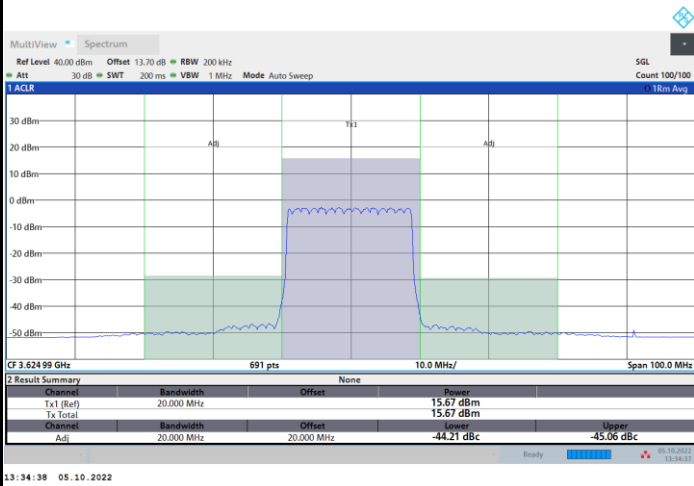 MultiView Spectrum
Ref Level 40.00 dBm Offset 13.70 dB RBW 200 kHz SGL
Att 30 dB SWT 200 ms VBW 1 MHz Mode Auto Sweep Count 100/100
1 ACLR 1Rm Avg
30 dBm
Tx1
20 dBm
Adj Adj
10 dBm
0 dBm
-10 dBm
-20 dBm
-30 dBm
-40 dBm
-50 dBm
CF 3.624 99 GHz 691 pts 10.0 MHz/ Span 100.0 MHz
2 Result Summary None
Channel Bandwidth Offset Power
Tx1 (Ref) 20.000 MHz 15.67 dBm
Tx Total 15.67 dBm
Channel Bandwidth Offset Lower Upper
Adj 20.000 MHz 20.000 MHz -44.21 dBc -45.06 dBc
Ready 05.10.2022
13:34:37
13:34:38 05.10.2022